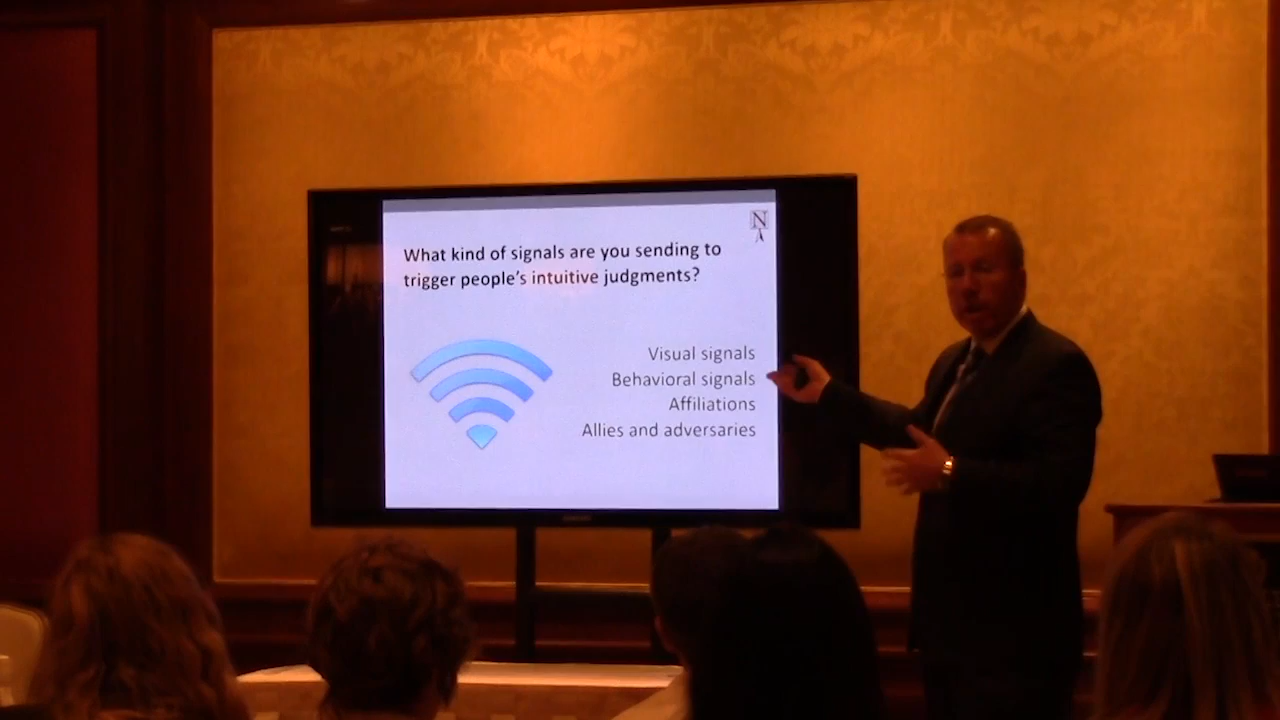 N
What kind of signals are you sending to
trigger people's intuitive judgments?
Visual signals
Behavioral signals
Affiliations
Allies and adversaries